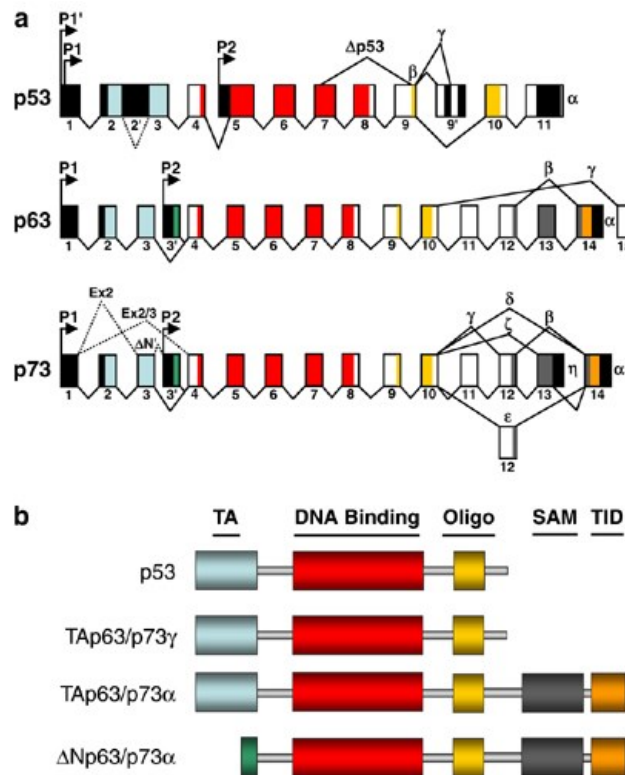 a
P1'
P1 P2 Δp53 β γ
p53 α
1 2 2' 3 4 5 6 7 8 9 9' 10 11
P1 P2 β γ
p63 α
1 2 3 3' 4 5 6 7 8 9 10 11 12 13 14
Ex2 δ
Ex2/3 γ ζ β
P1 ΔN' P2
p73 η α
1 2 3 3' 4 5 6 7 8 9 10 11 12 13 14
ε
12
b
TA DNA Binding Oligo SAM TID
p53
TAp63/p73γ
TAp63/p73α
ΔNp63/p73α